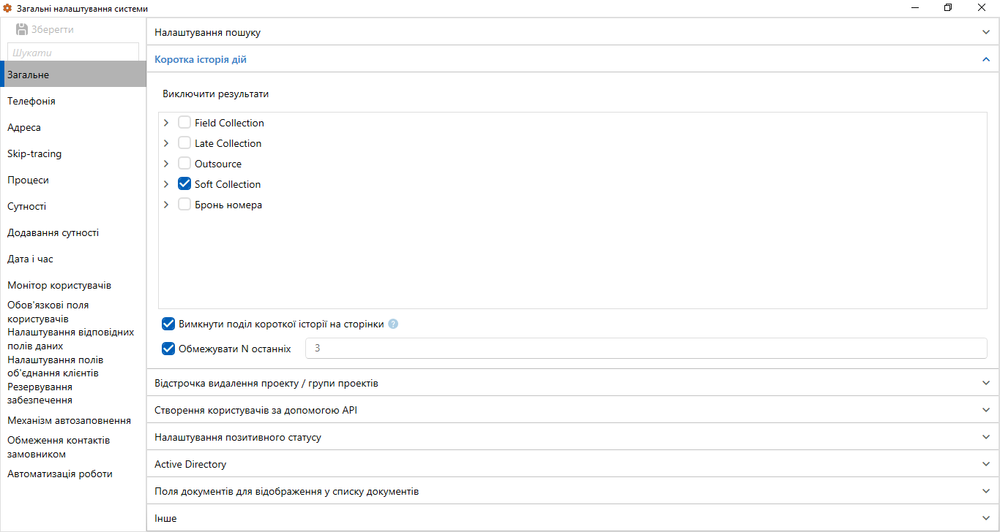 Загальні налаштування системи
Зберегти
Шукати
Загальне
Телефонія
Адреса
Skip-tracing
Процеси
Сутності
Додавання сутності
Дата і час
Монітор користувачів
Обов'язкові поля
користувачів
Налаштування відповідних
полів даних
Налаштування полів
об'єднання клієнтів
Резервування
забезпечення
Механізм автозаповнення
Обмеження контактів
замовником
Автоматизація роботи
Налаштування пошуку
Коротка історія дій
Виключити результати
Field Collection
Late Collection
Outsource
Soft Collection
Бронь номера
Вимкнути поділ короткої історії на сторінки ?
Обмежувати N останніх 3
Відстрочка видалення проекту / групи проектів
Створення користувачів за допомогою API
Налаштування позитивного статусу
Active Directory
Поля документів для відображення у списку документів
Інше